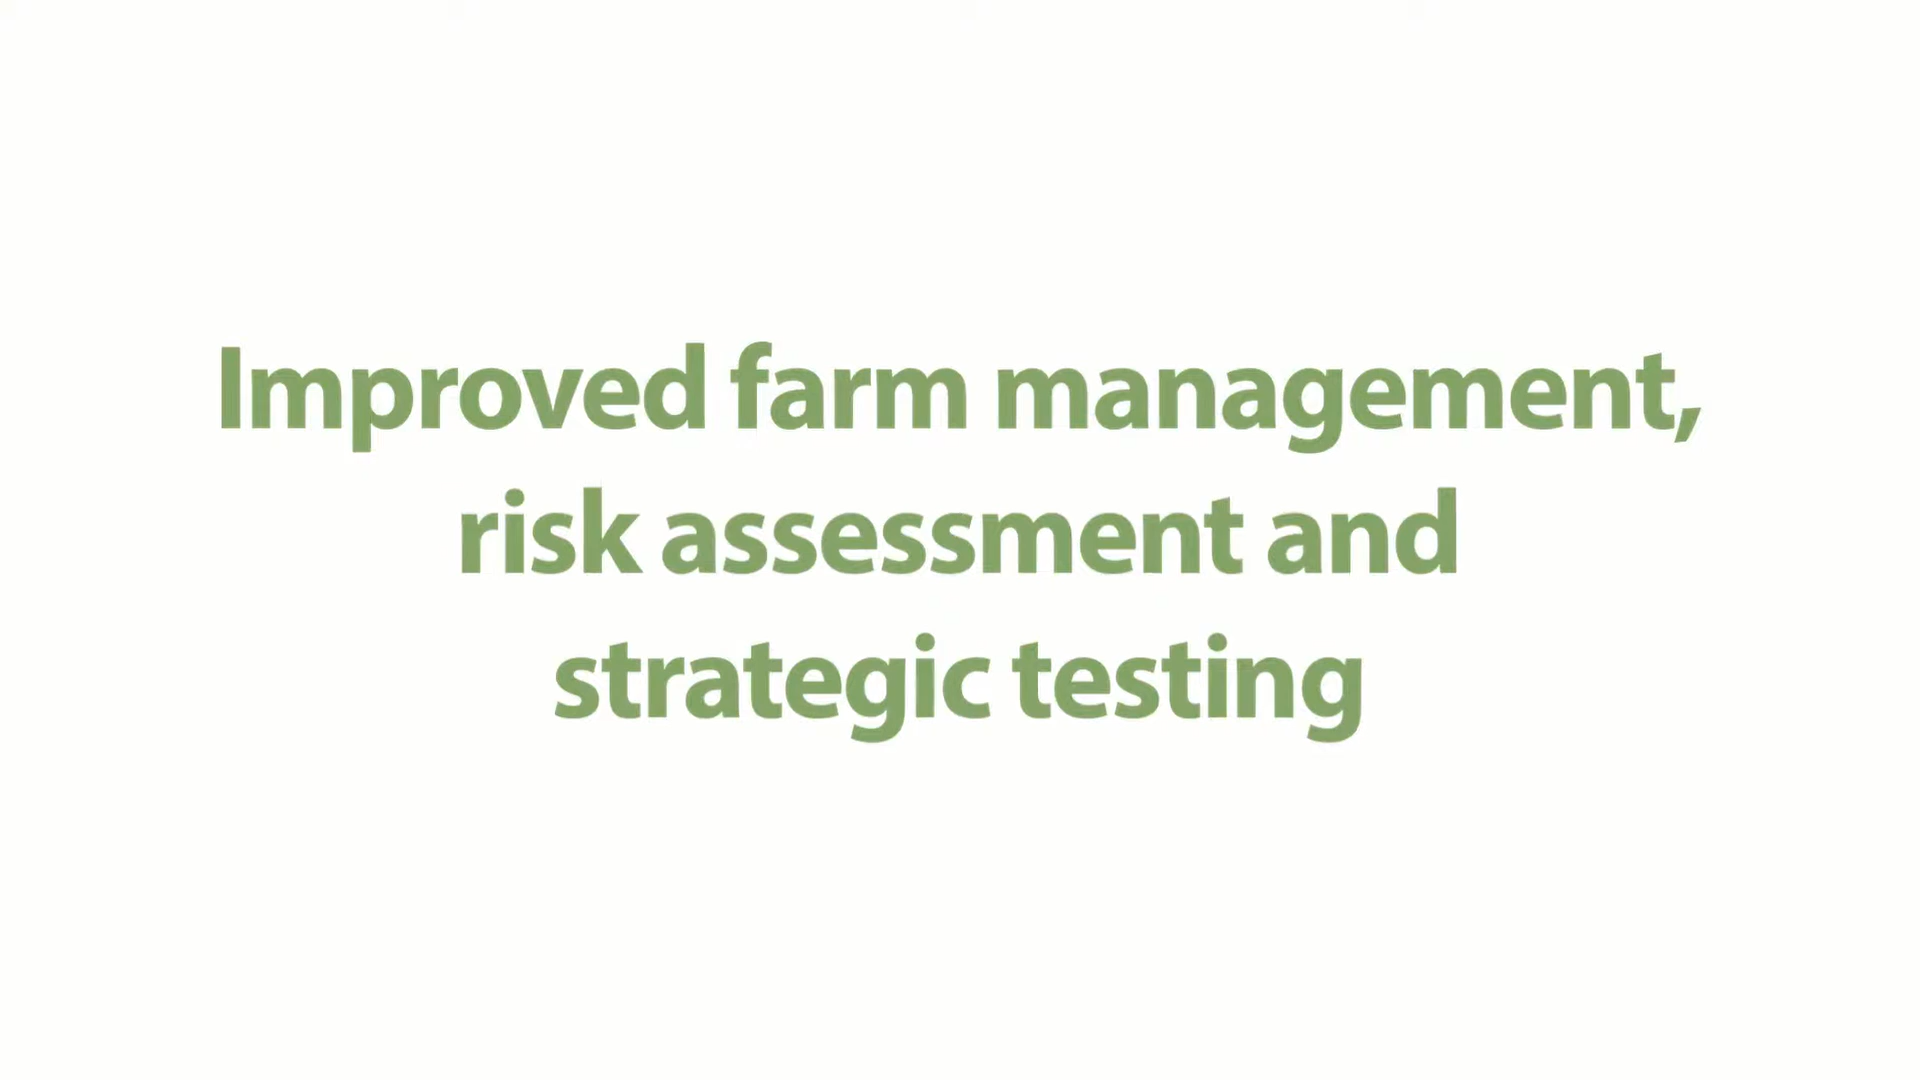 Improved farm management,
risk assessment and
strategic testing